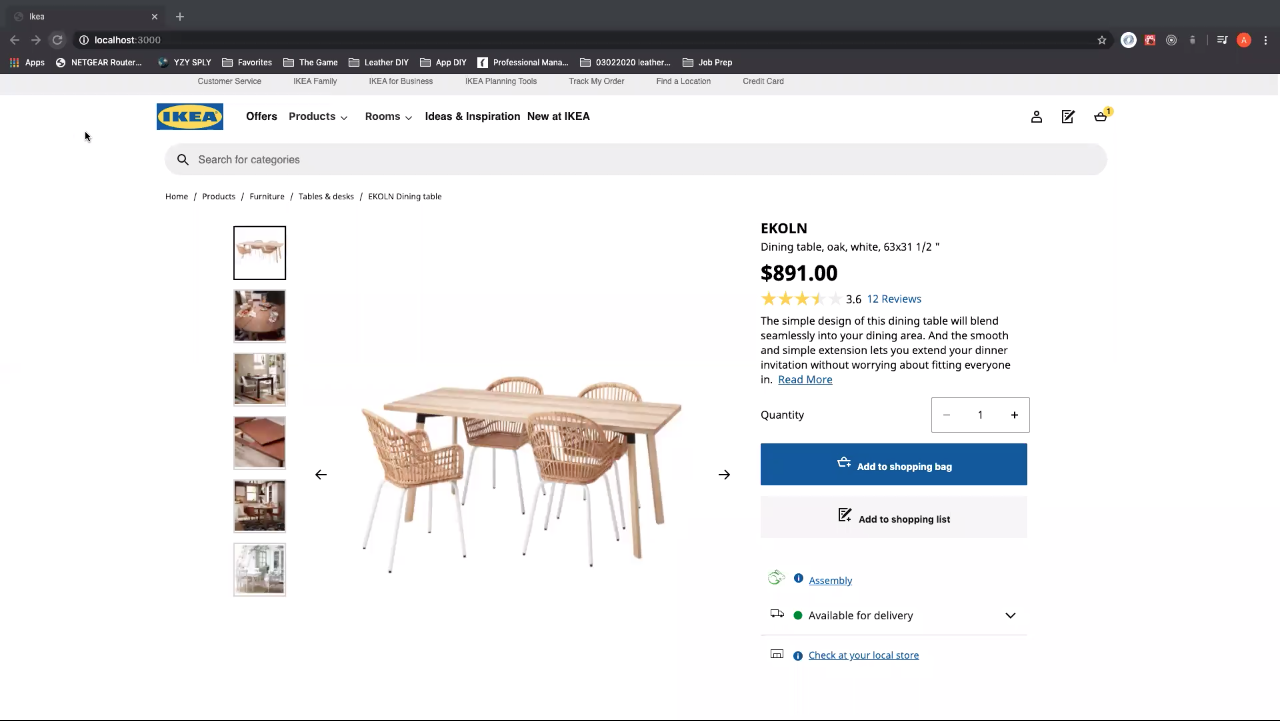 Ikea
localhost:3000
A
Apps NETGEAR Router... YZY SPLY Favorites The Game Leather DIY App DIY Professional Mana... 03022020 leather... Job Prep
Customer Service IKEA Family IKEA for Business IKEA Planning Tools Track My Order Find a Location Credit Card
IKEA Offers Products Rooms Ideas & Inspiration New at IKEA 1
Search for categories
Home / Products / Furniture / Tables & desks / EKOLN Dining table
EKOLN
Dining table, oak, white, 63x31 1/2 "
$891.00
3.6 12 Reviews
The simple design of this dining table will blend
seamlessly into your dining area. And the smooth
and simple extension lets you extend your dinner
invitation without worrying about fitting everyone
in. Read More
Quantity − 1 +
Add to shopping bag
Add to shopping list
Assembly
Available for delivery
Check at your local store